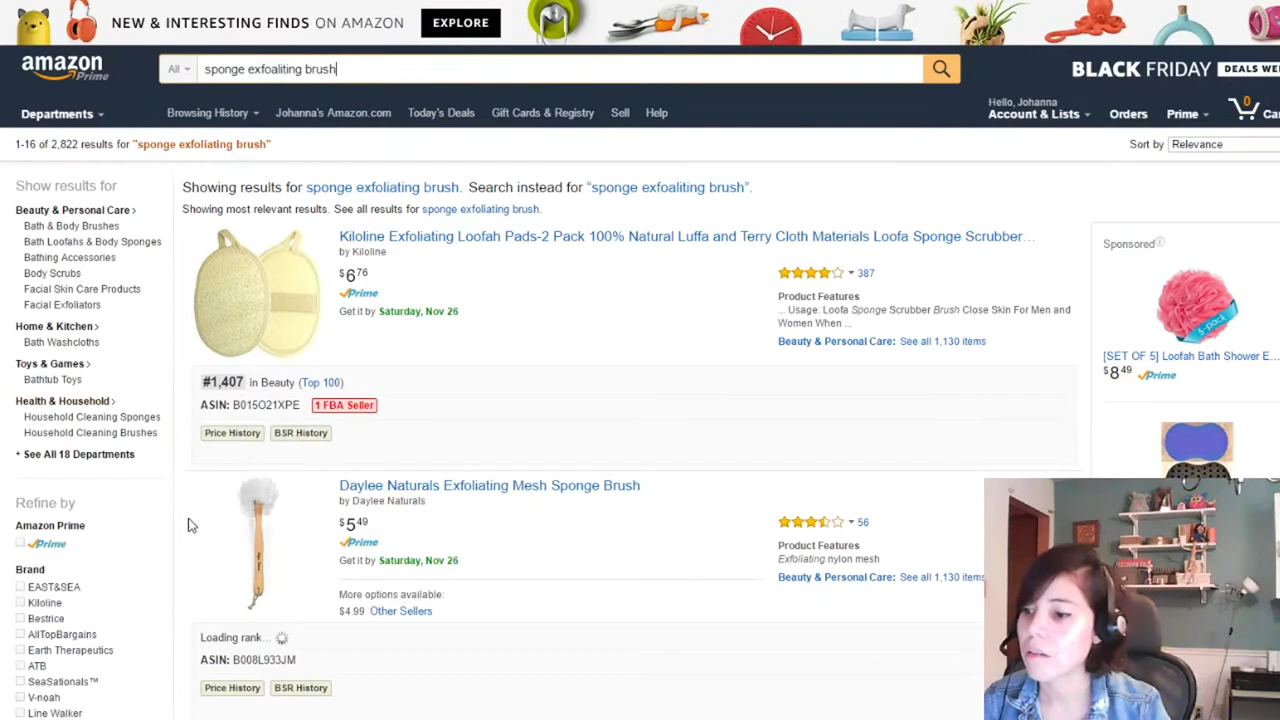 NEW & INTERESTING FINDS ON AMAZON EXPLORE
amazon Prime
All
sponge exfoaliting brush
BLACK FRIDAY DEALS WE
Departments
Browsing History
Johanna's Amazon.com
Today's Deals
Gift Cards & Registry
Sell
Help
Hello, Johanna
Account & Lists
Orders
Prime
0
Ca
1-16 of 2,822 results for "sponge exfoliating brush"
Sort by Relevance
Show results for
Beauty & Personal Care
Bath & Body Brushes
Bath Loofahs & Body Sponges
Bathing Accessories
Body Scrubs
Facial Skin Care Products
Facial Exfoliators
Home & Kitchen
Bath Washcloths
Toys & Games
Bathtub Toys
Health & Household
Household Cleaning Sponges
Household Cleaning Brushes
+ See All 18 Departments
Refine by
Amazon Prime
Prime
Brand
EAST&SEA
Kiloline
Bestrice
AllTopBargains
Earth Therapeutics
ATB
SeaSationals™
V-noah
Line Walker
Showing results for sponge exfoliating brush. Search instead for "sponge exfoaliting brush".
Showing most relevant results. See all results for sponge exfoliating brush.
Kiloline Exfoliating Loofah Pads-2 Pack 100% Natural Luffa and Terry Cloth Materials Loofa Sponge Scrubber…
by Kiloline
$6 76
Prime
Get it by Saturday, Nov 26
387
Product Features
... Usage: Loofa Sponge Scrubber Brush Close Skin For Men and
Women When ...
Beauty & Personal Care: See all 1,130 items
#1,407 in Beauty (Top 100)
ASIN: B015O21XPE 1 FBA Seller
Price History BSR History
Daylee Naturals Exfoliating Mesh Sponge Brush
by Daylee Naturals
$5 49
Prime
Get it by Saturday, Nov 26
More options available:
$4.99 Other Sellers
56
Product Features
Exfoliating nylon mesh
Beauty & Personal Care: See all 1,130 items
Loading rank...
ASIN: B008L933JM
Price History BSR History
Sponsored
5-pack
[SET OF 5] Loofah Bath Shower E...
$8 49 Prime